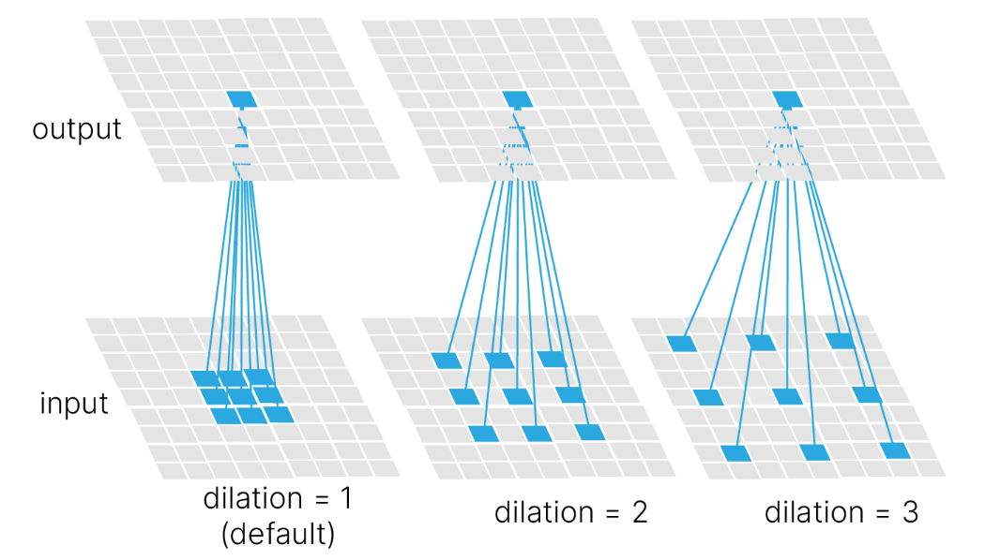 output
input
dilation = 1
(default)
dilation = 2
dilation = 3